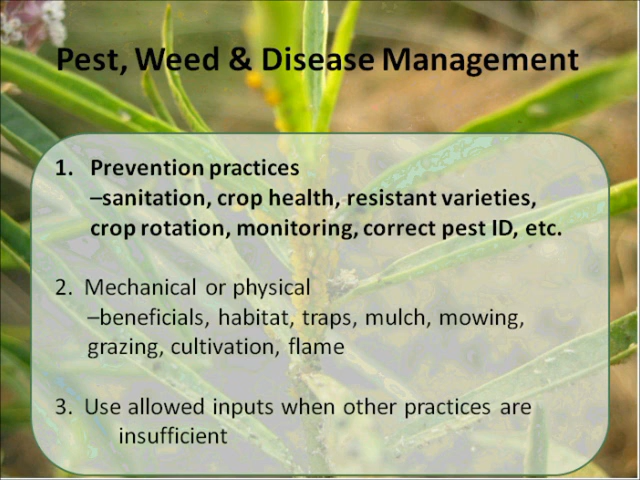 Pest, Weed & Disease Management
1. Prevention practices
–sanitation, crop health, resistant varieties,
crop rotation, monitoring, correct pest ID, etc.
2. Mechanical or physical
–beneficials, habitat, traps, mulch, mowing,
grazing, cultivation, flame
3. Use allowed inputs when other practices are
insufficient